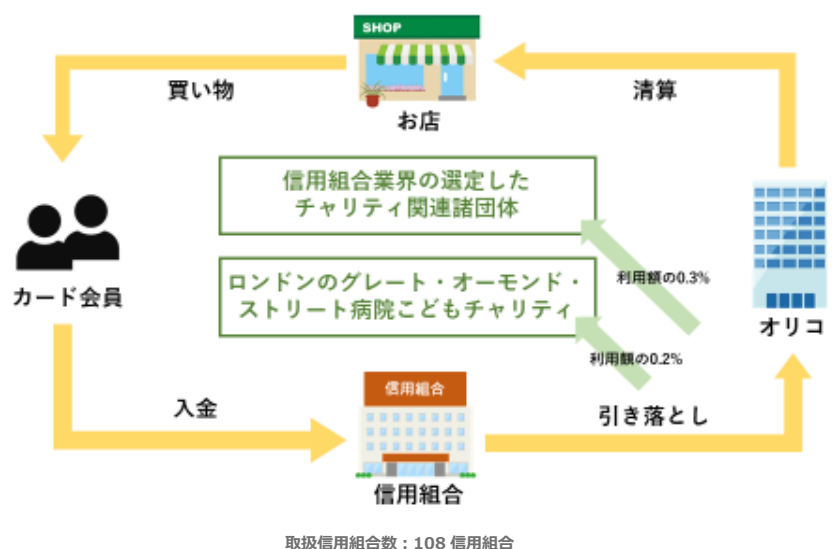 SHOP
買い物
清算
お店
信用組合業界の選定した
チャリティ関連諸団体
ロンドンのグレート・オーモンド・
ストリート病院こどもチャリティ
利用額の0.3%
カード会員
オリコ
利用額の0.2%
信用組合
入金
引き落とし
信用組合
取扱信用組合数：108 信用組合